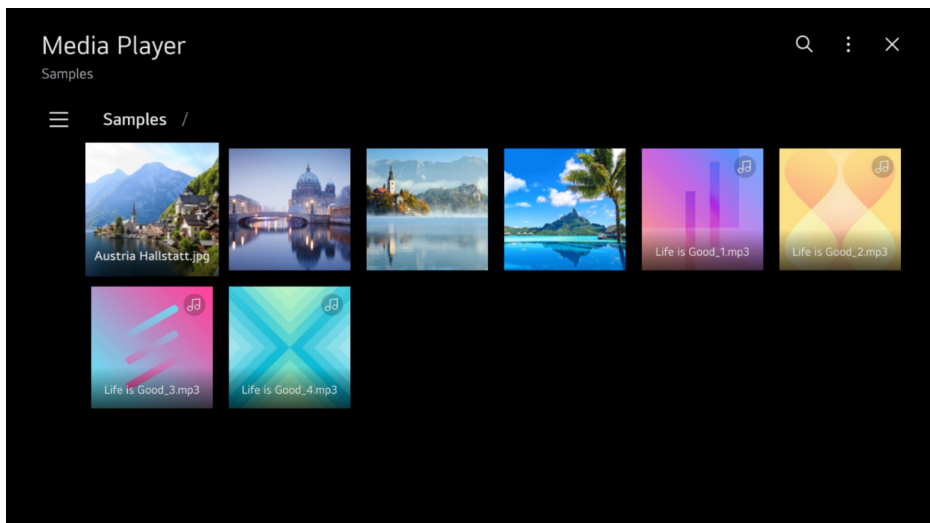 Media Player
Samples
Samples /
Austria Hallstatt.jpg
Life is Good_1.mp3
Life is Good_2.mp3
Life is Good_3.mp3
Life is Good_4.mp3